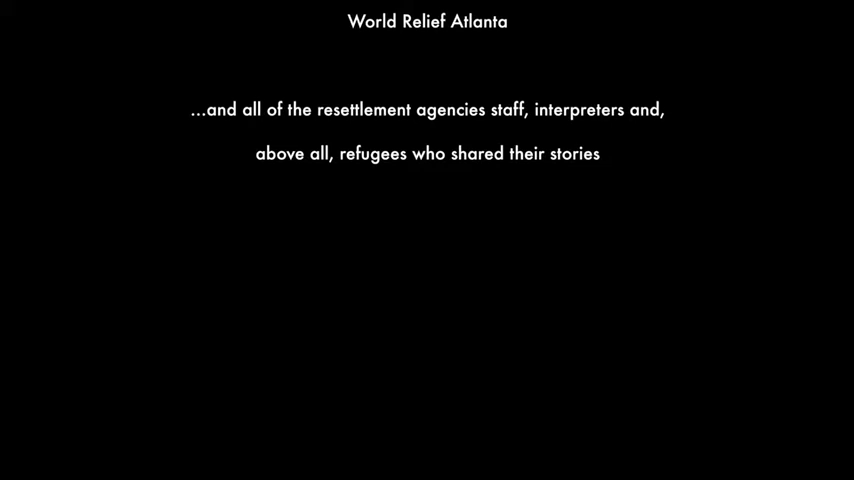 World Relief Atlanta
...and all of the resettlement agencies staff, interpreters and,
above all, refugees who shared their stories